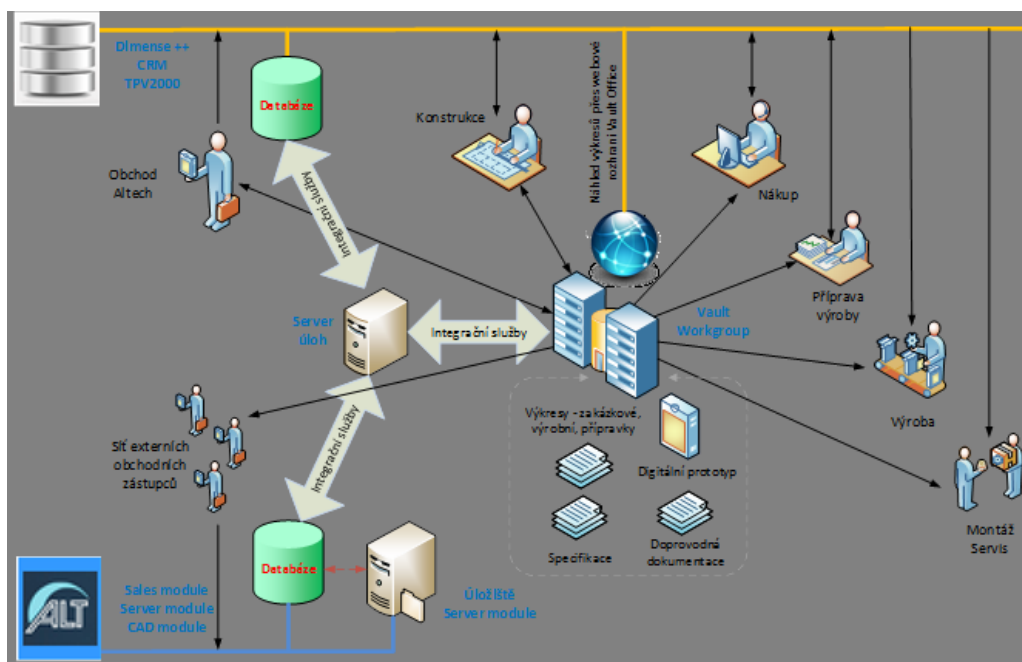 Dimense ++
CRM
TPV2000
Databáze
Obchod
Altech
Integrační služby
Konstrukce
Náhled výkresů přes webové
rozhraní Vault Office
Nákup
Příprava
výroby
Server
úloh
Integrační služby
Vault
Workgroup
Výroba
Síť externích
obchodních
zástupců
Integrační služby
Výkresy - zakázkové,
výrobní, přípravky
Digitální prototyp
Specifikace
Doprovodná
dokumentace
Montáž
Servis
Databáze
Úložiště
Server module
Sales module
Server module
CAD module
ALT